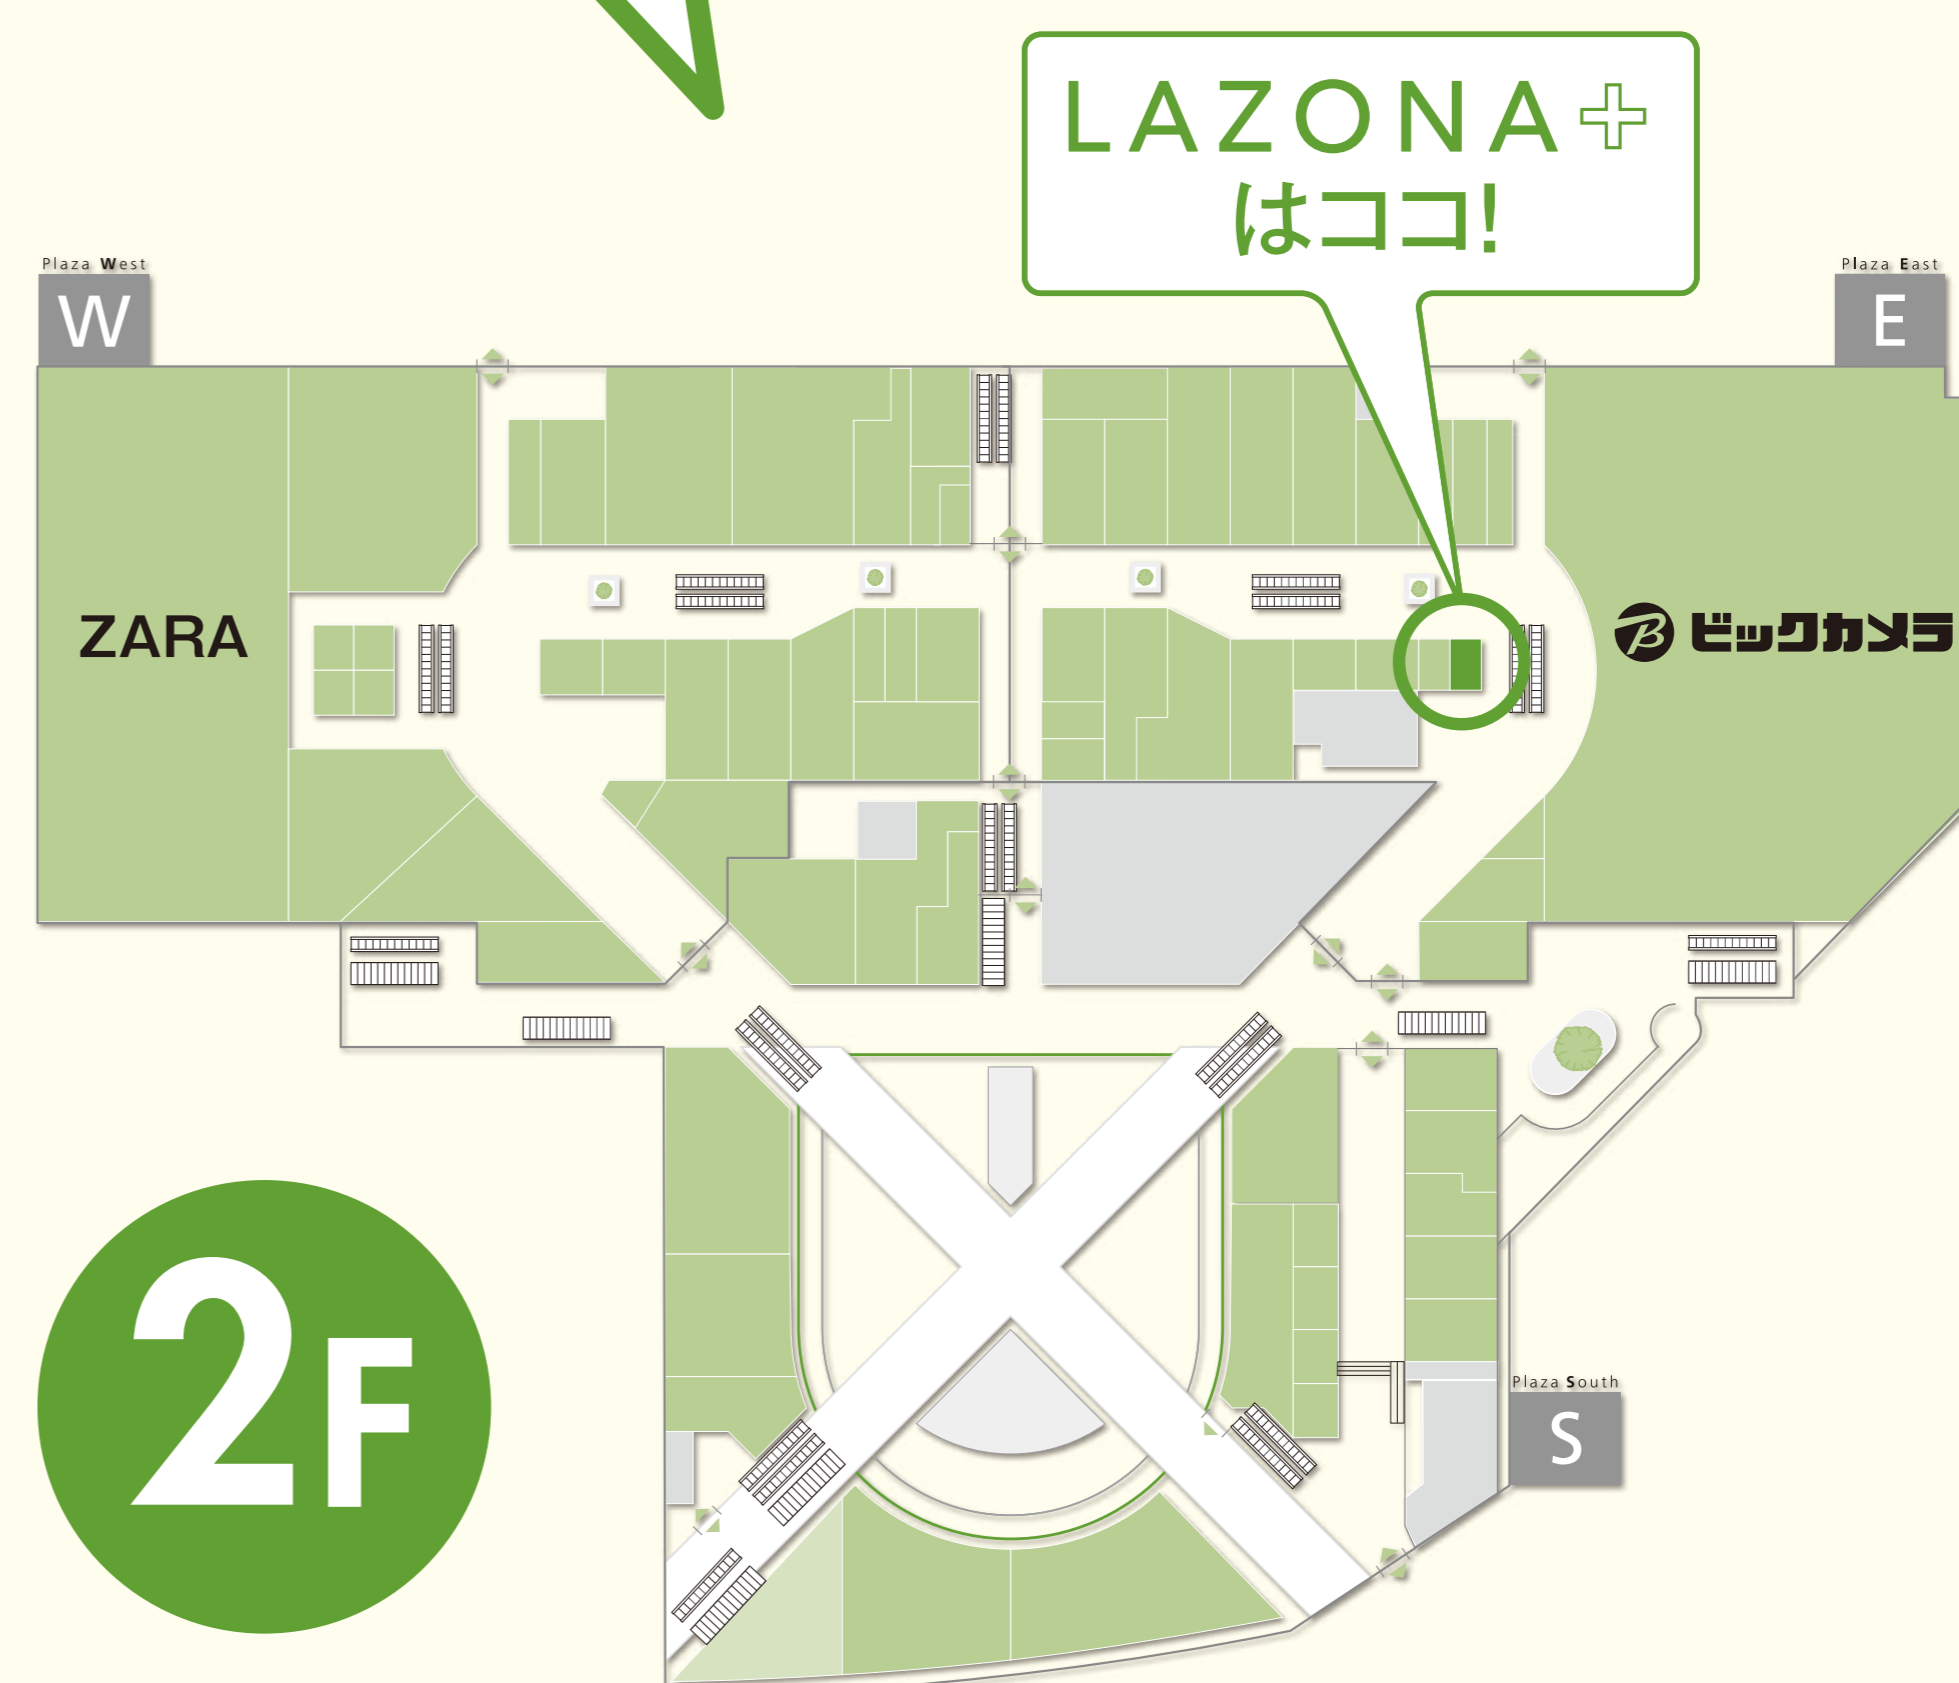 LAZONA+
はココ!
Plaza West
W
Plaza East
E
ZARA
B ビックカメラ
2F
Plaza South
S